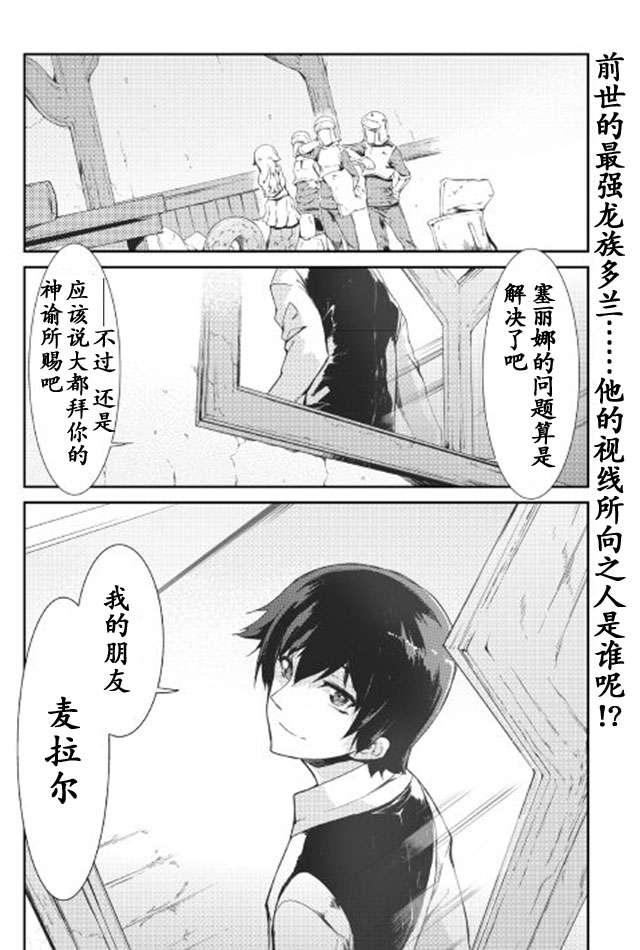 前世的最强龙族多兰……他的视线所向之人是谁呢!?
塞丽娜的问题算是
解决了吧
——不过 还是
应该说大都拜你的
神谕所赐吧
我的朋友
麦拉尔